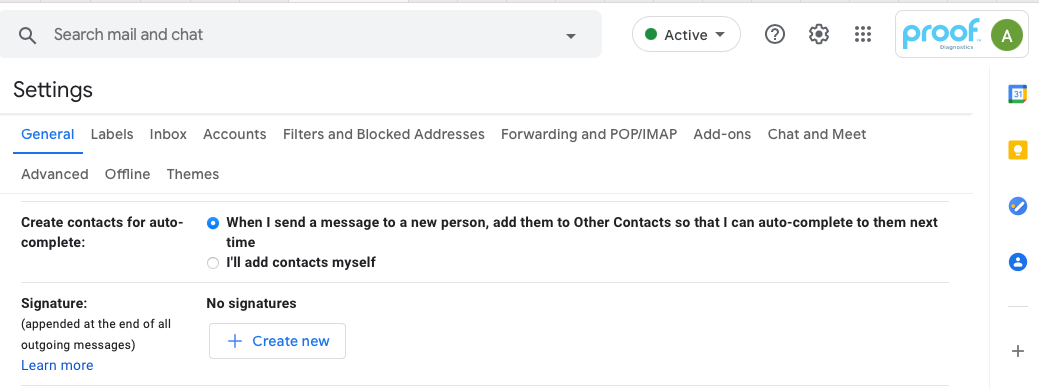 Search mail and chat
Active
proof
Diagnostics
A
Settings
General Labels Inbox Accounts Filters and Blocked Addresses Forwarding and POP/IMAP Add-ons Chat and Meet
Advanced Offline Themes
31
Create contacts for auto-
complete:
When I send a message to a new person, add them to Other Contacts so that I can auto-complete to them next
time
I'll add contacts myself
Signature:
(appended at the end of all
outgoing messages)
Learn more
No signatures
Create new